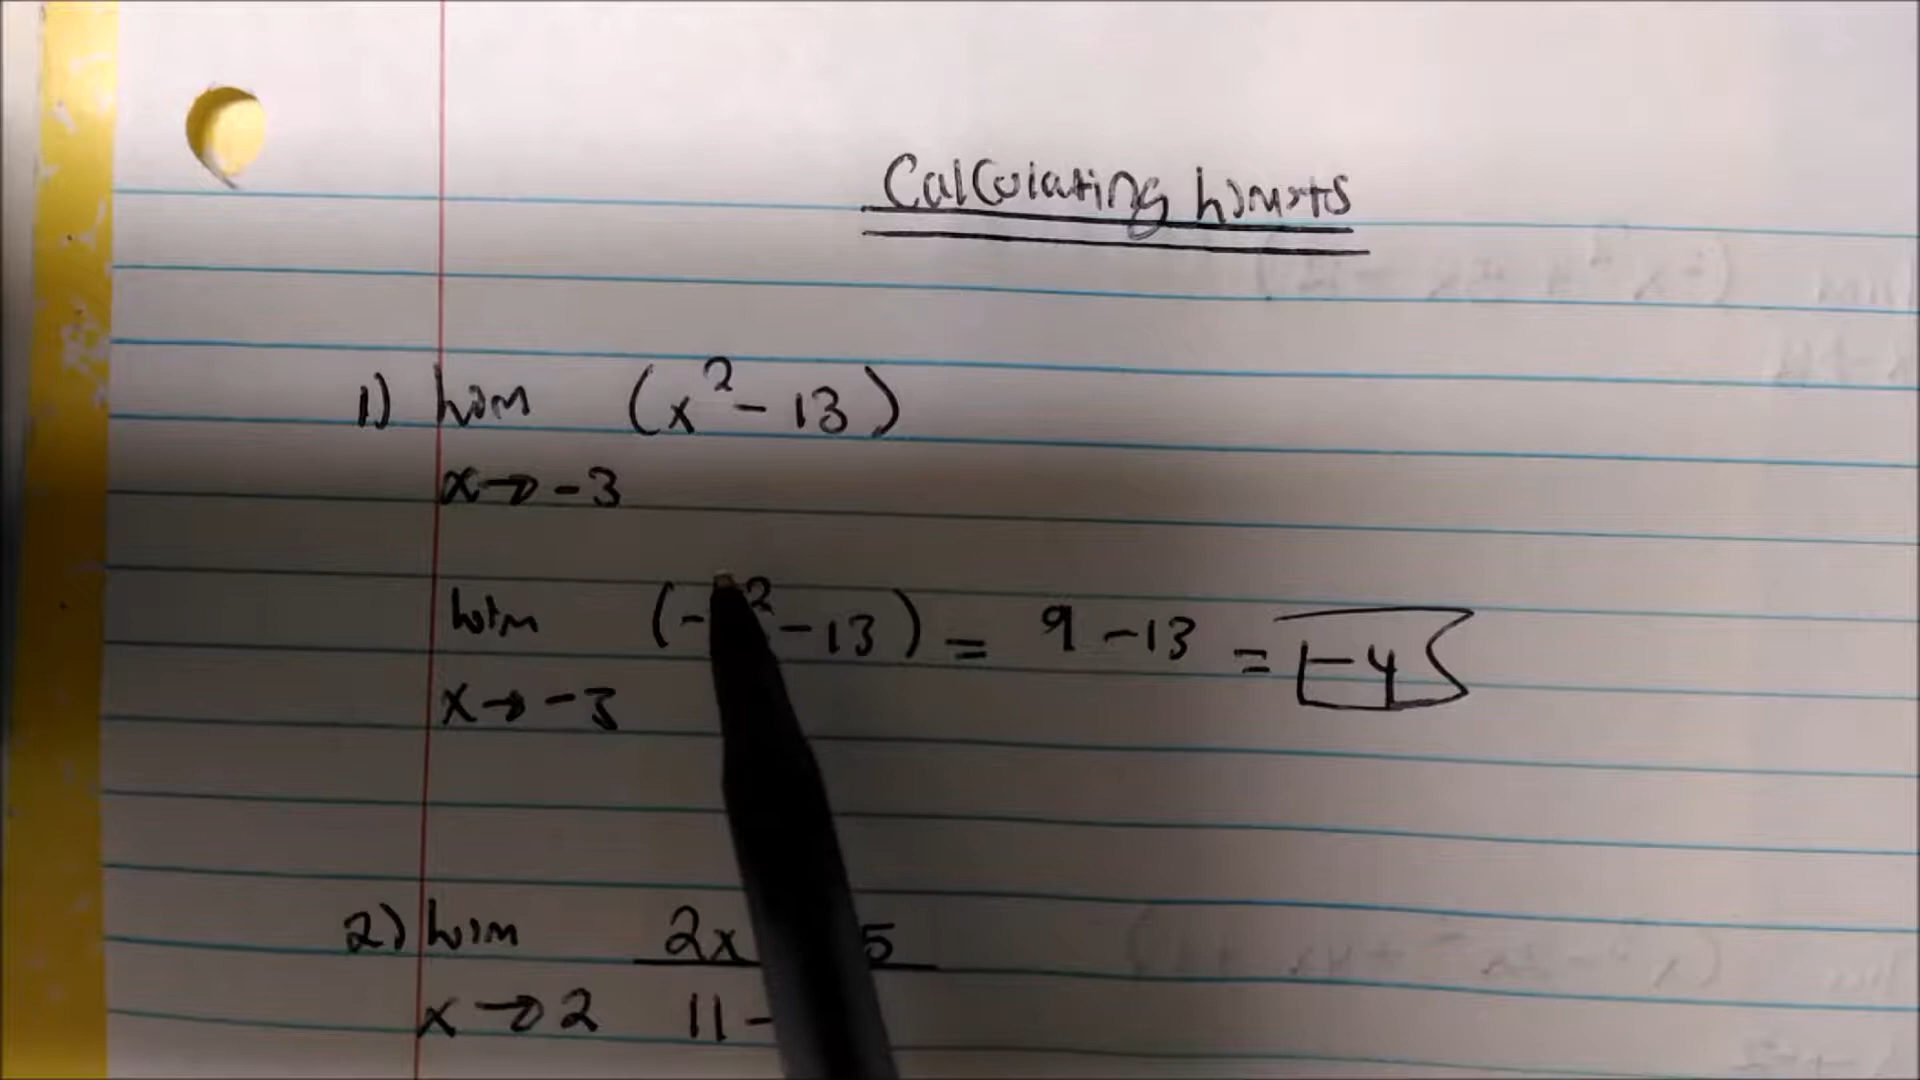 Calculating Limits
1) Lim (x² - 13)
x → -3
Lim (- ² - 13) = 9 - 13 = -4
x → -3
2) Lim 2x 5
x → 2 11 -